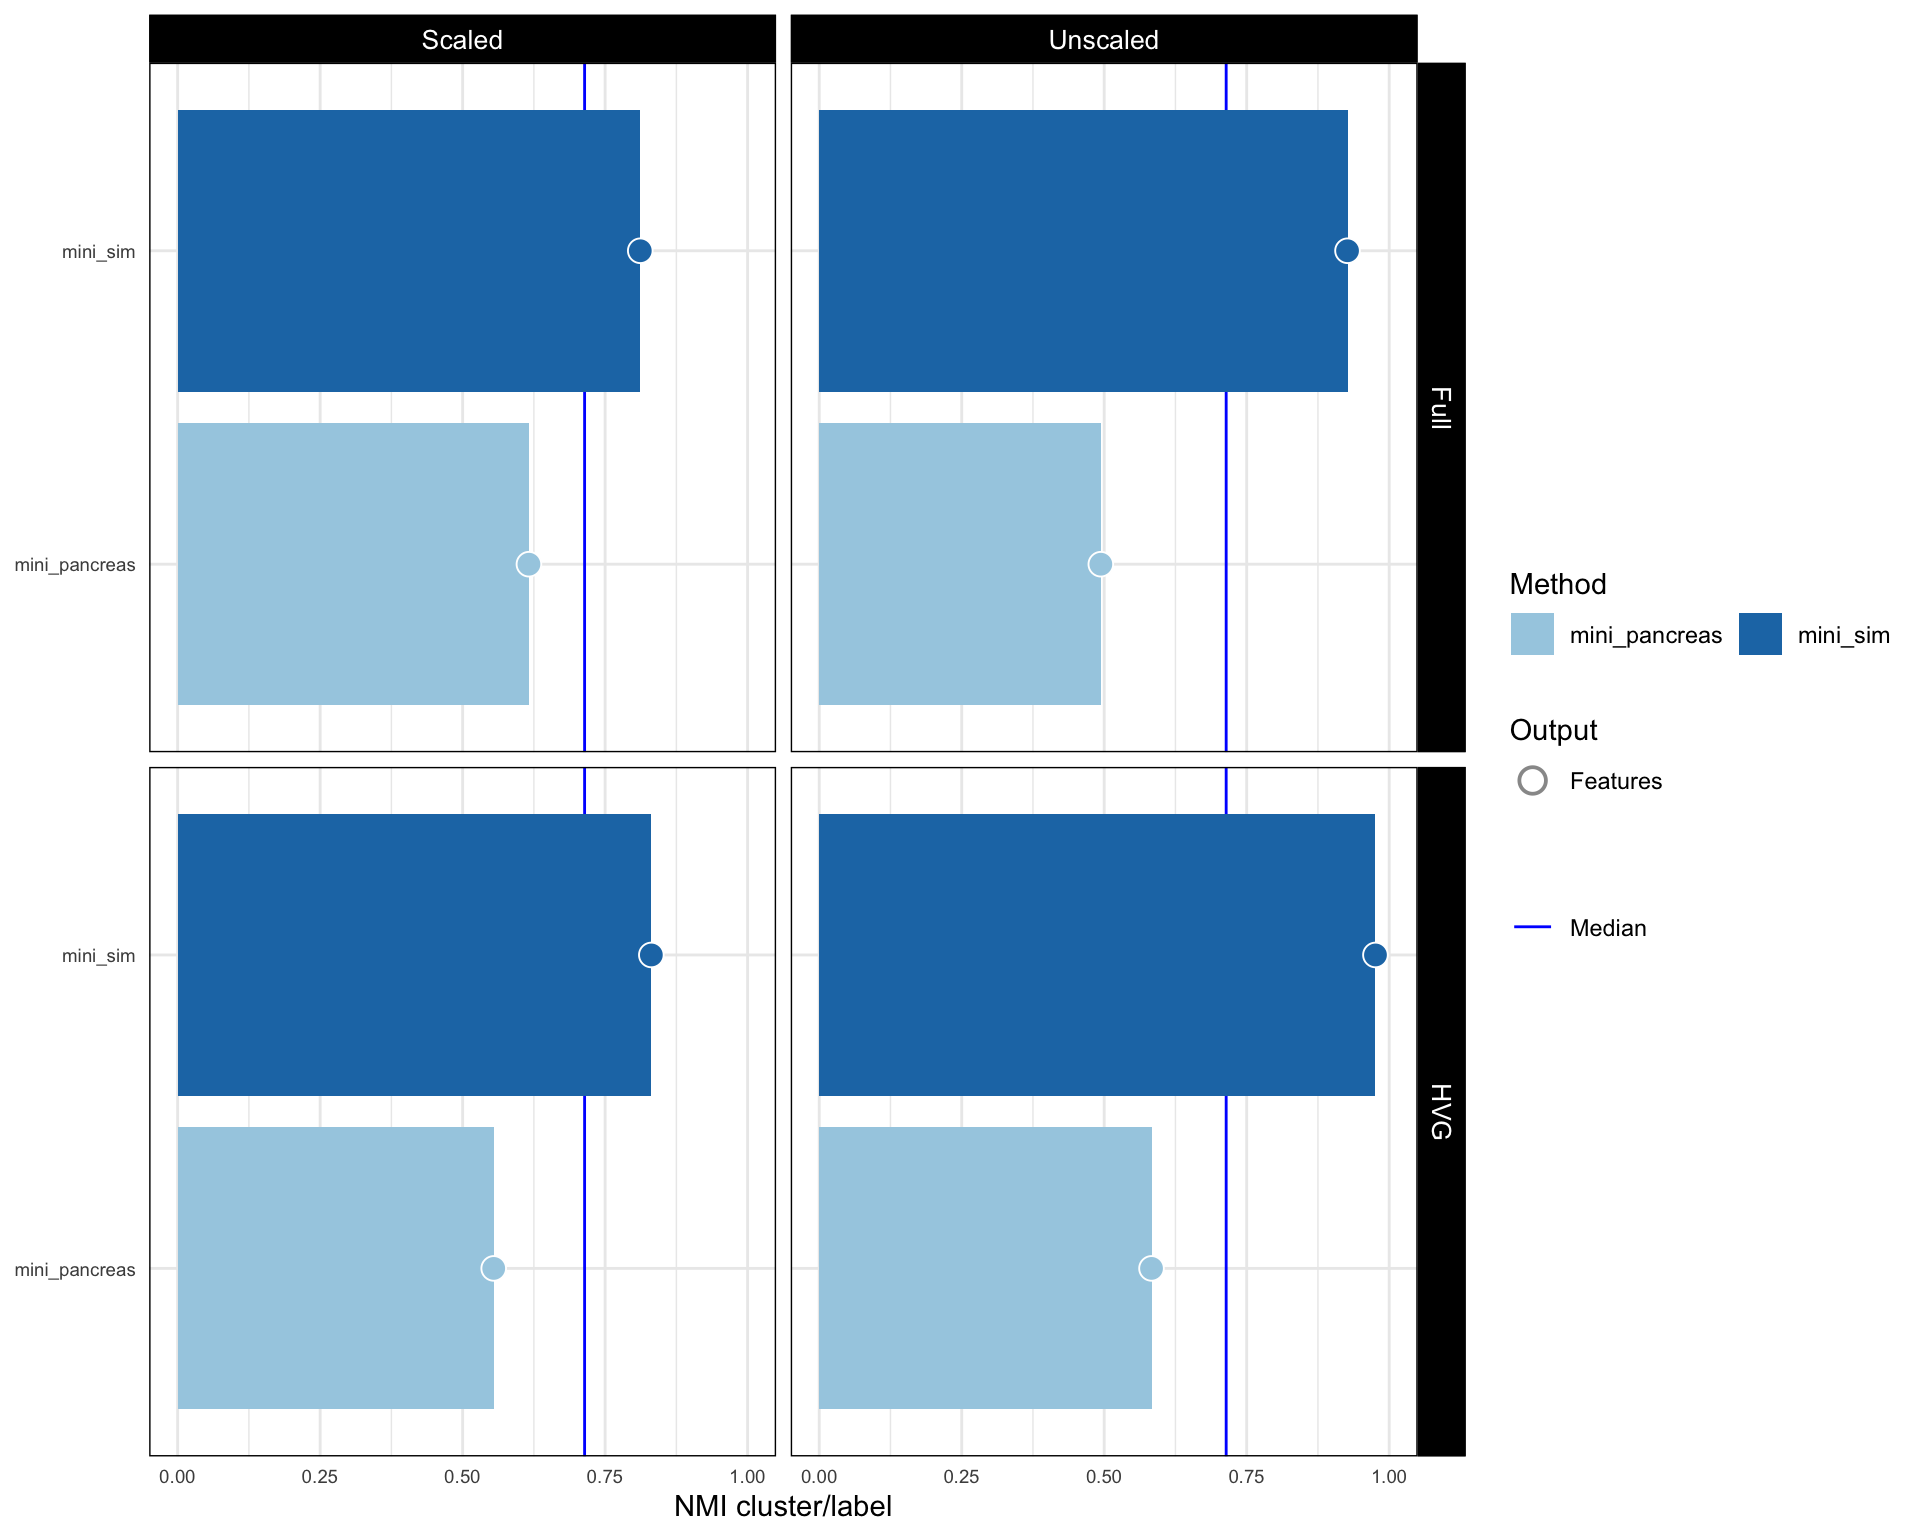 Scaled
Unscaled
Full
mini_sim
mini_pancreas
HVG
mini_sim
mini_pancreas
0.00 0.25 0.50 0.75 1.00
0.00 0.25 0.50 0.75 1.00
NMI cluster/label
Method
mini_pancreas mini_sim
Output
Features
Median